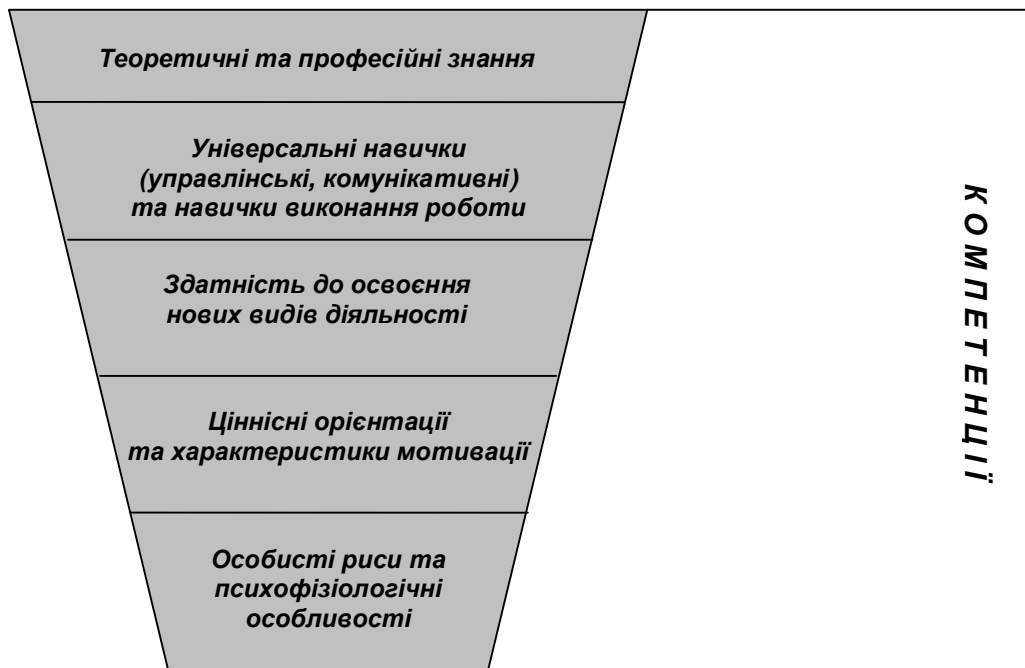 Теоретичні та професійні знання
Універсальні навички
(управлінські, комунікативні)
та навички виконання роботи
Здатність до освоєння
нових видів діяльності
Ціннісні орієнтації
та характеристики мотивації
Особисті риси та
психофізіологічні
особливості
КОМПЕТЕНЦІЇ